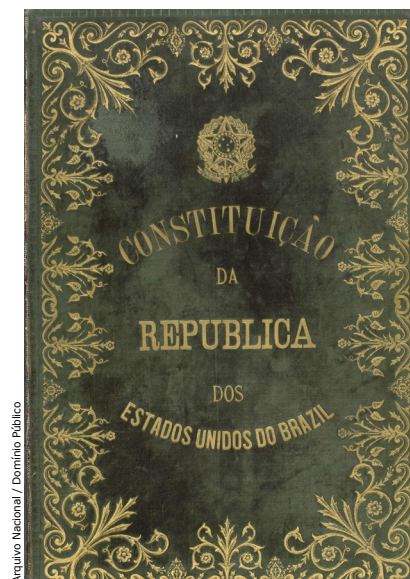 CONSTITUIÇÃO
DA
REPUBLICA
DOS
ESTADOS UNIDOS DO BRAZIL
Arquivo Nacional / Domínio Público